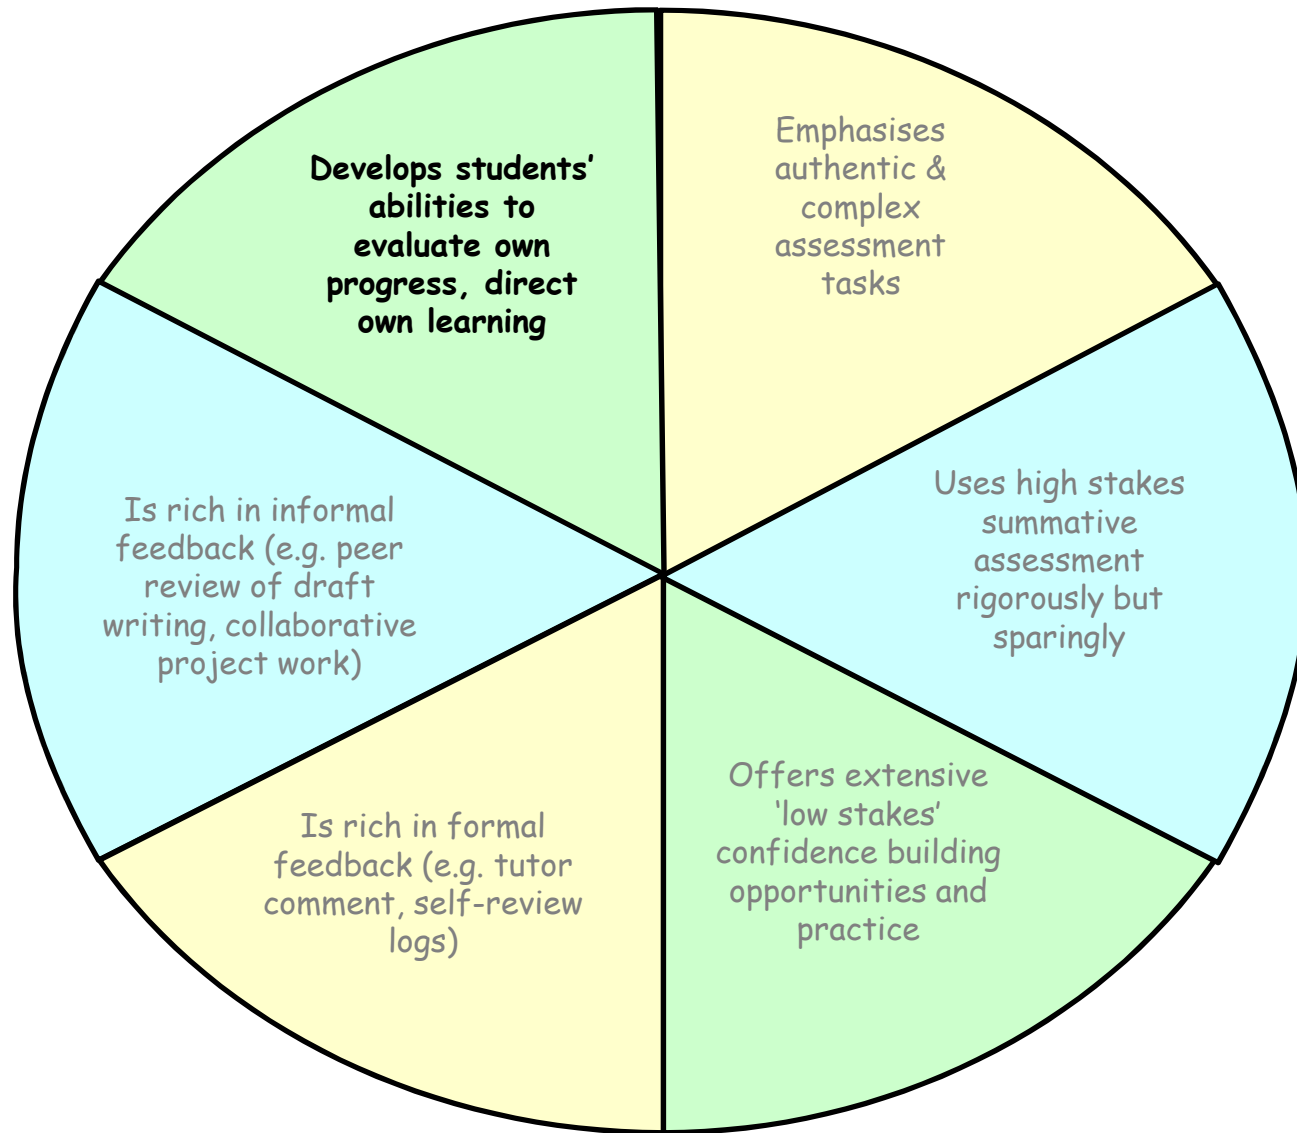 Develops students’
abilities to
evaluate own
progress, direct
own learning
Emphasises
authentic &
complex
assessment
tasks
Uses high stakes
summative
assessment
rigorously but
sparingly
Offers extensive
‘low stakes’
confidence building
opportunities and
practice
Is rich in formal
feedback (e.g. tutor
comment, self-review
logs)
Is rich in informal
feedback (e.g. peer
review of draft
writing, collaborative
project work)